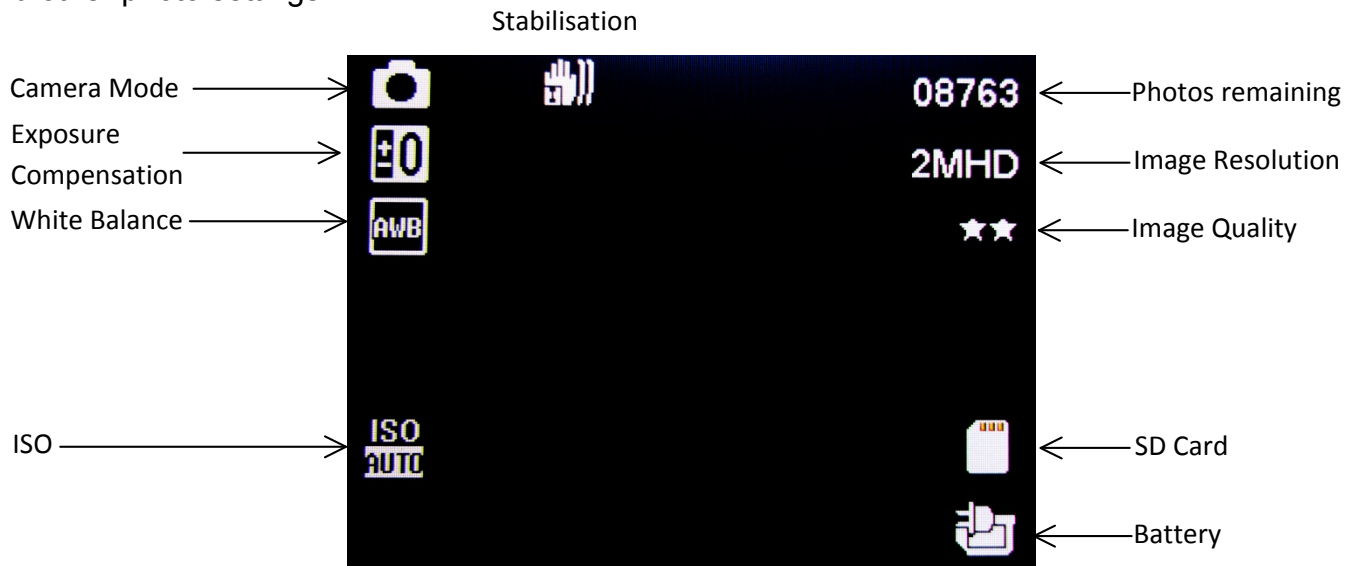 Stabilisation
Camera Mode
08763
Photos remaining
Exposure
Compensation
±0
2MHD
Image Resolution
White Balance
AWB
Image Quality
ISO
ISO
AUTO
SD Card
Battery